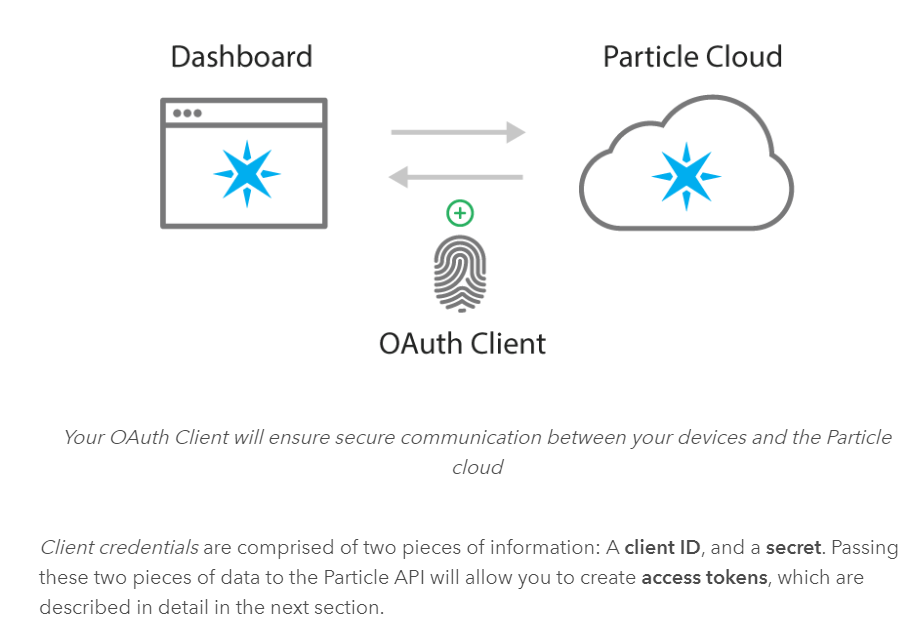 Dashboard
Particle Cloud
OAuth Client
Your OAuth Client will ensure secure communication between your devices and the Particle
cloud
Client credentials are comprised of two pieces of information: A client ID, and a secret. Passing
these two pieces of data to the Particle API will allow you to create access tokens, which are
described in detail in the next section.